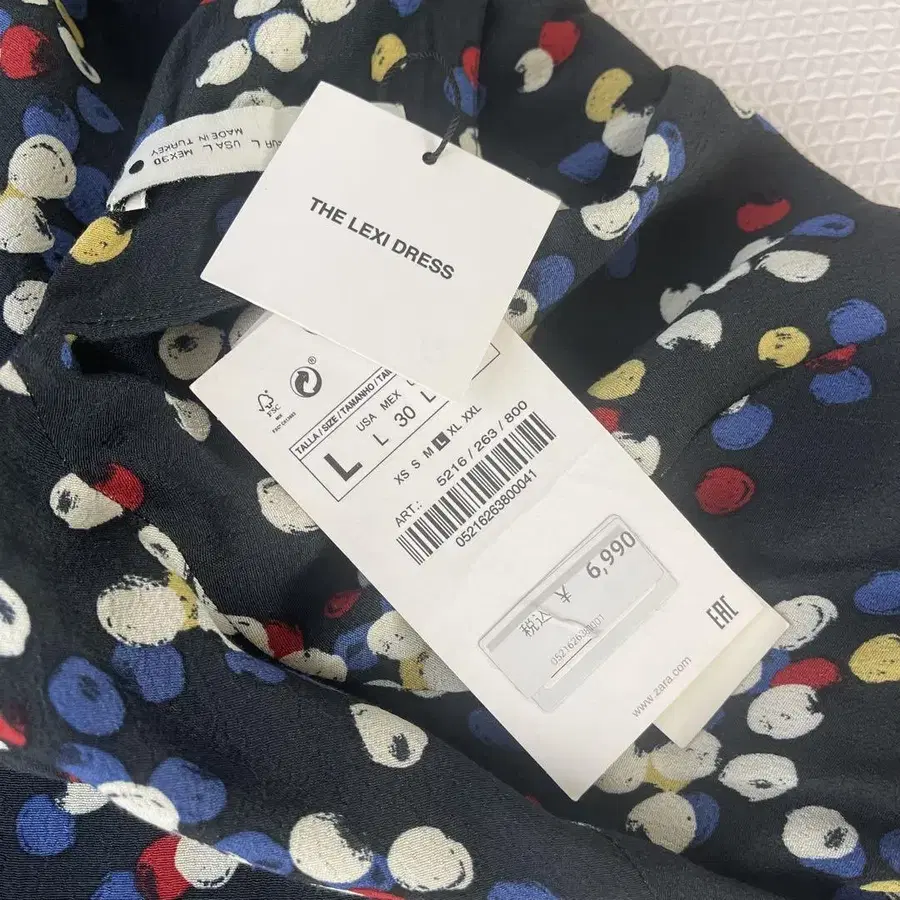 EUR L USA L MEX30
MADE IN TURKEY
THE LEXI DRESS
®
FSC
MIX
TALLA / SIZE / TAMANHO /
USA MEX
L L 30 L
XS S M L XL XXL
ART.: 5216 / 263 / 800
05216263800041
税込 ¥ 6,990
www.zara.com
EAC